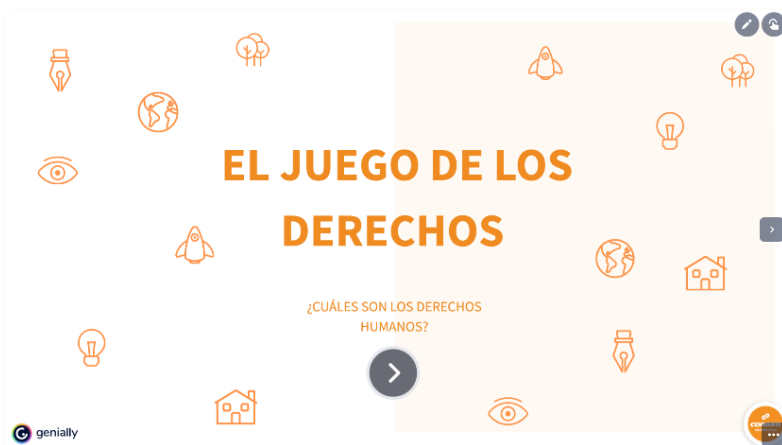 EL JUEGO DE LOS
DERECHOS
¿CUÁLES SON LOS DERECHOS
HUMANOS?
genially